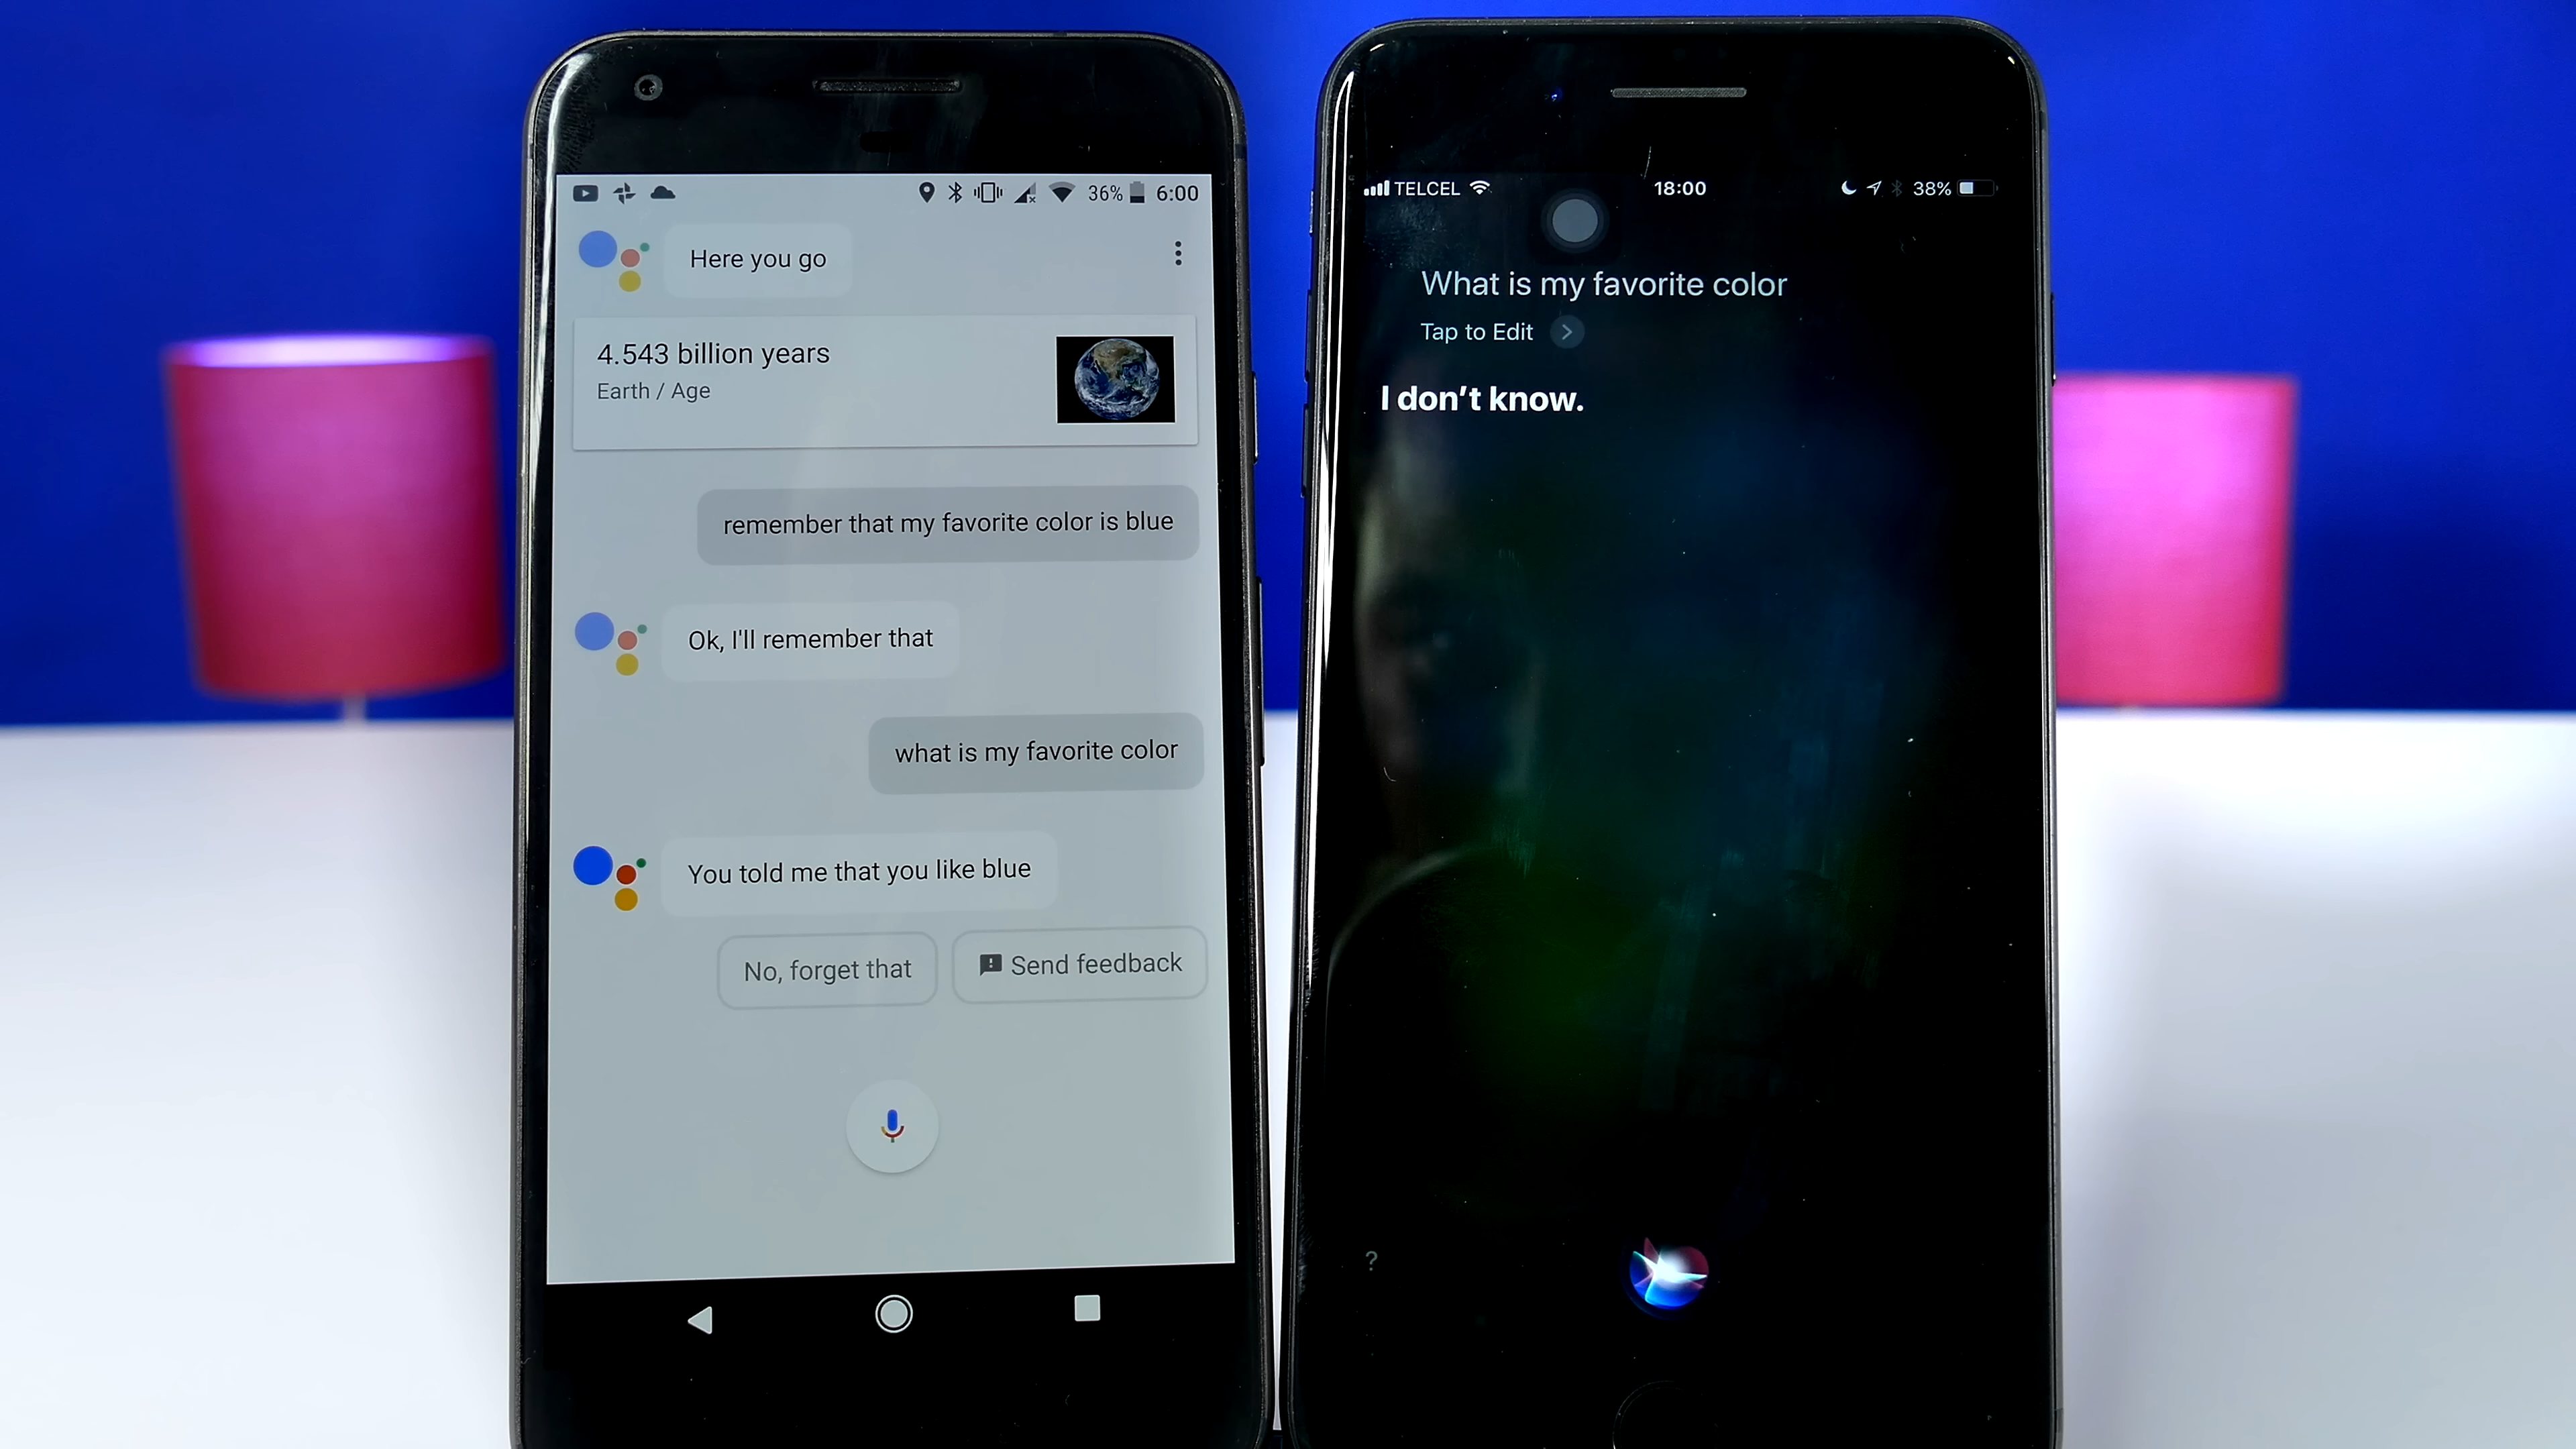 36% 6:00
Here you go
4.543 billion years
Earth / Age
remember that my favorite color is blue
Ok, I'll remember that
what is my favorite color
You told me that you like blue
No, forget that
Send feedback
TELCEL 18:00 38%
What is my favorite color
Tap to Edit
I don't know.
?